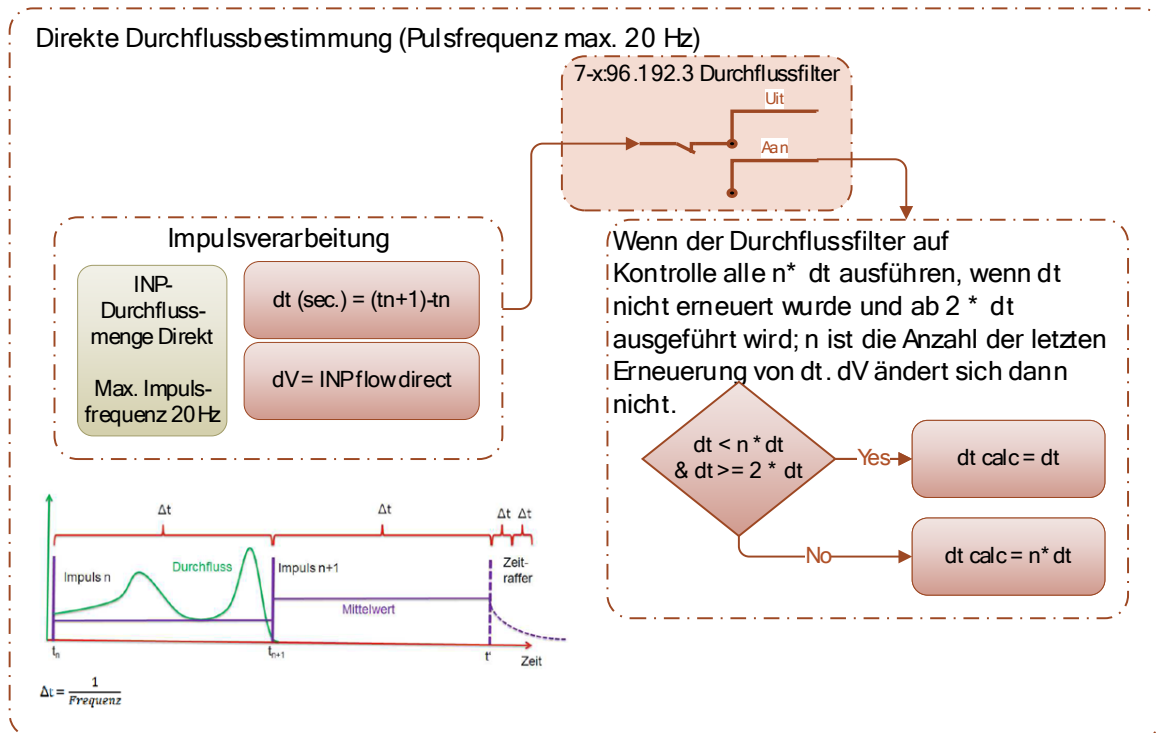 Direkte Durchflussbestimmung (Pulsfrequenz max. 20 Hz)
7-x:96.192.3 Durchflussfilter
Uit
Aan
Impulsverarbeitung
INP-
Durchfluss-
menge Direkt
Max. Impuls-
frequenz 20 Hz
dt (sec.) = (tn+1)-tn
dV = INP flow direct
Wenn der Durchflussfilter auf
Kontrolle alle n* dt ausführen, wenn dt
nicht erneuert wurde und ab 2 * dt
ausgeführt wird; n ist die Anzahl der letzten
Erneuerung von dt. dV ändert sich dann
nicht.
dt < n * dt
& dt >= 2 * dt
Yes
dt calc = dt
No
dt calc = n* dt
Δt
Δt
Δt Δt
Impuls n
Durchfluss
Impuls n+1
Zeit-
raffer
Mittelwert
tn
tn+1
t'
Zeit
Δt = 1/Frequenz